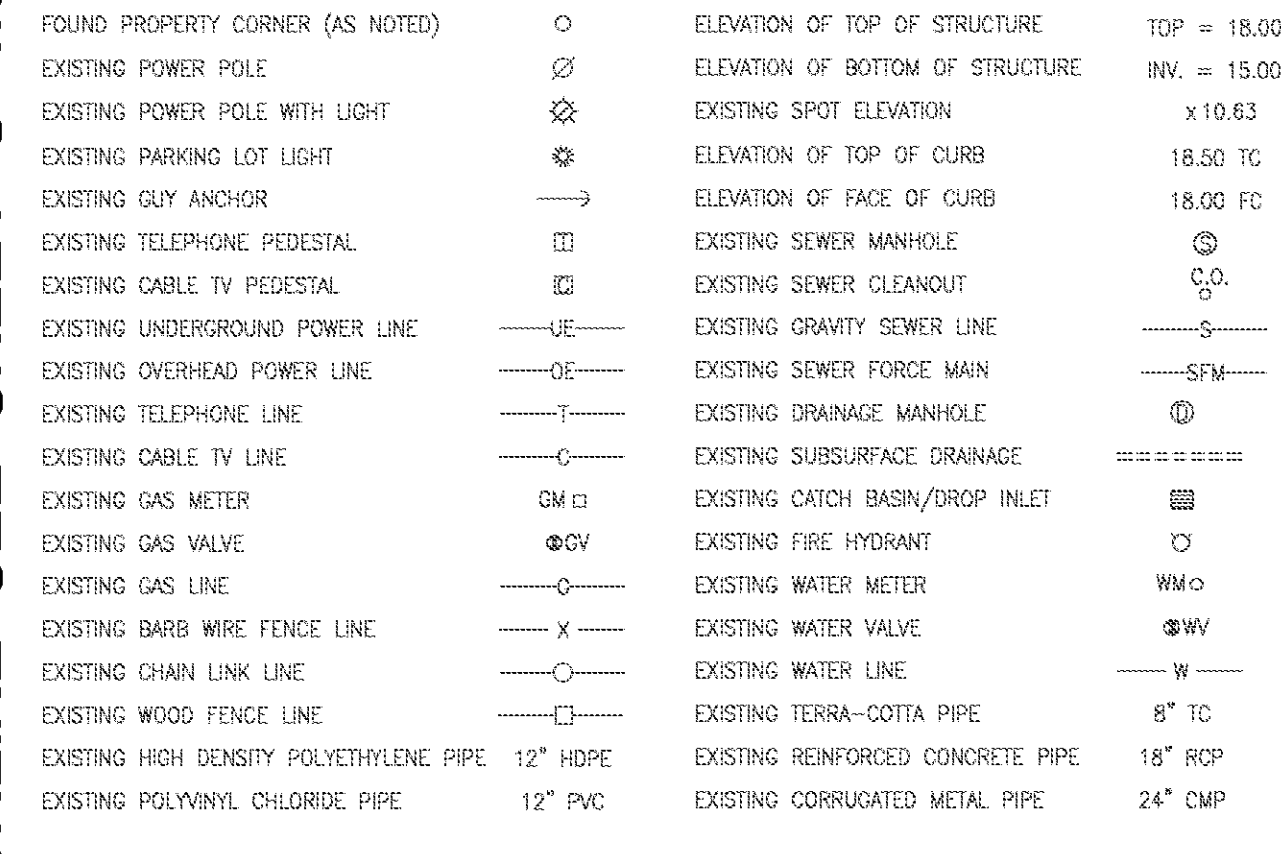 FOUND PROPERTY CORNER (AS NOTED)
EXISTING POWER POLE
EXISTING POWER POLE WITH LIGHT
EXISTING PARKING LOT LIGHT
EXISTING GUY ANCHOR
EXISTING TELEPHONE PEDESTAL T
EXISTING CABLE TV PEDESTAL C
EXISTING UNDERGROUND POWER LINE UE
EXISTING OVERHEAD POWER LINE OE
EXISTING TELEPHONE LINE T
EXISTING CABLE TV LINE C
EXISTING GAS METER GM
EXISTING GAS VALVE GV
EXISTING GAS LINE G
EXISTING BARB WIRE FENCE LINE X
EXISTING CHAIN LINK LINE
EXISTING WOOD FENCE LINE
EXISTING HIGH DENSITY POLYETHYLENE PIPE 12" HDPE
EXISTING POLYVINYL CHLORIDE PIPE 12" PVC
ELEVATION OF TOP OF STRUCTURE TOP = 18.00
ELEVATION OF BOTTOM OF STRUCTURE INV. = 15.00
EXISTING SPOT ELEVATION x 10.63
ELEVATION OF TOP OF CURB 18.50 TC
ELEVATION OF FACE OF CURB 18.00 FC
EXISTING SEWER MANHOLE S
EXISTING SEWER CLEANOUT C.O.
EXISTING GRAVITY SEWER LINE S
EXISTING SEWER FORCE MAIN SFM
EXISTING DRAINAGE MANHOLE D
EXISTING SUBSURFACE DRAINAGE
EXISTING CATCH BASIN/DROP INLET
EXISTING FIRE HYDRANT
EXISTING WATER METER WM
EXISTING WATER VALVE WV
EXISTING WATER LINE W
EXISTING TERRA-COTTA PIPE 8" TC
EXISTING REINFORCED CONCRETE PIPE 18" RCP
EXISTING CORRUGATED METAL PIPE 24" CMP